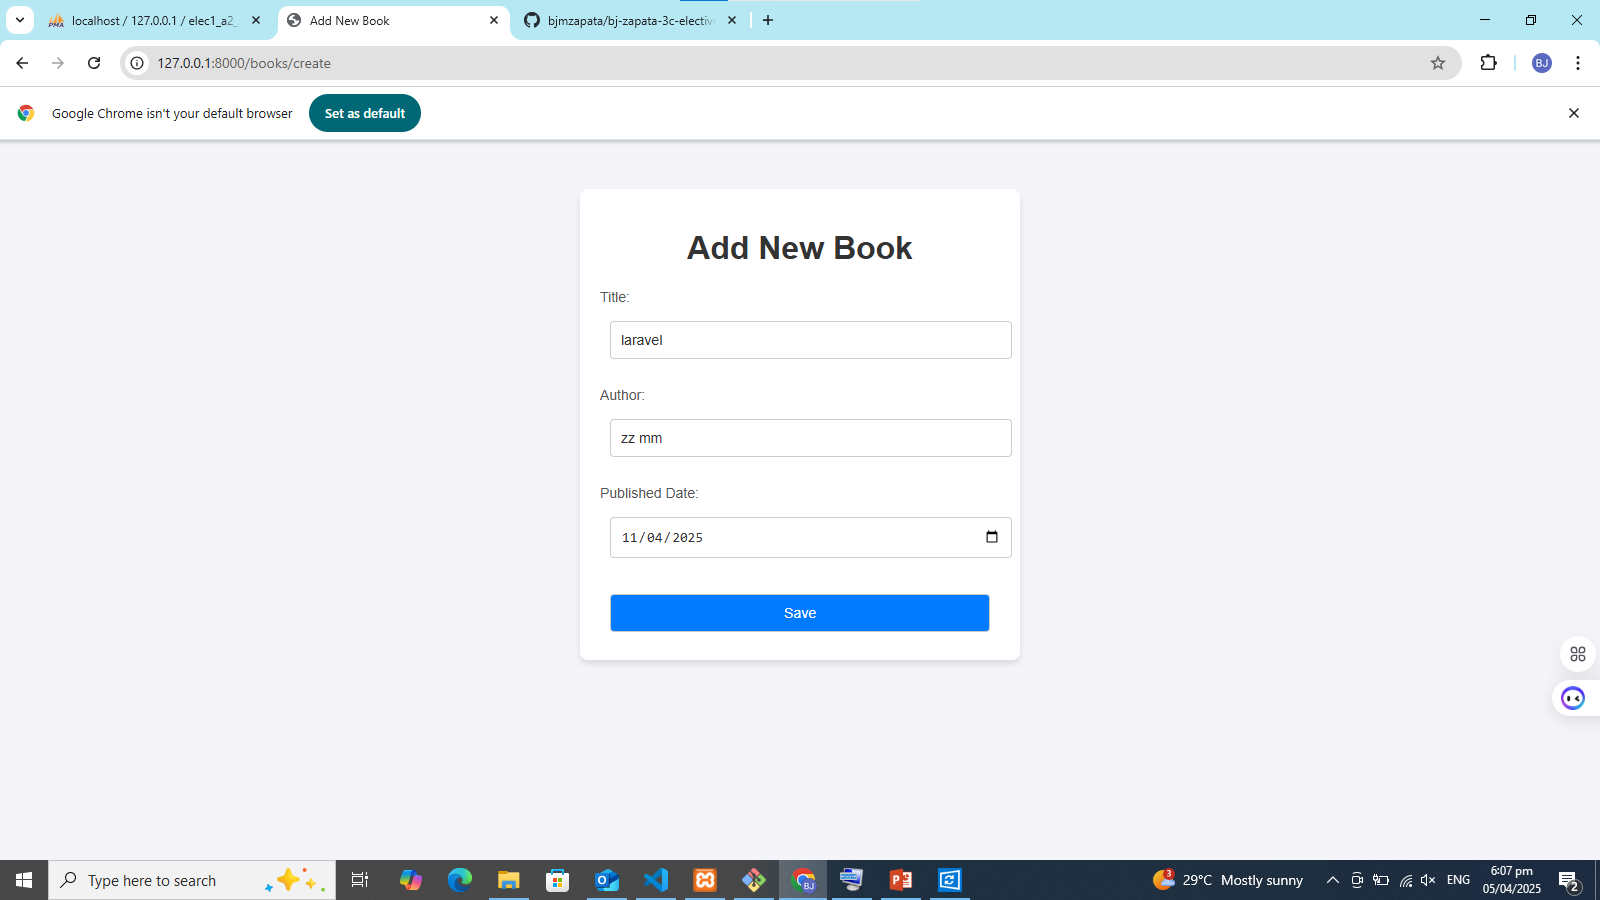 localhost / 127.0.0.1 / elec1_a2_
Add New Book
bjmzapata/bj-zapata-3c-elective
127.0.0.1:8000/books/create
BJ
Google Chrome isn't your default browser
Set as default
Add New Book
Title:
laravel
Author:
zz mm
Published Date:
11/04/2025
Save
Type here to search
BJ
3
29°C Mostly sunny
ENG
6:07 pm
05/04/2025
2